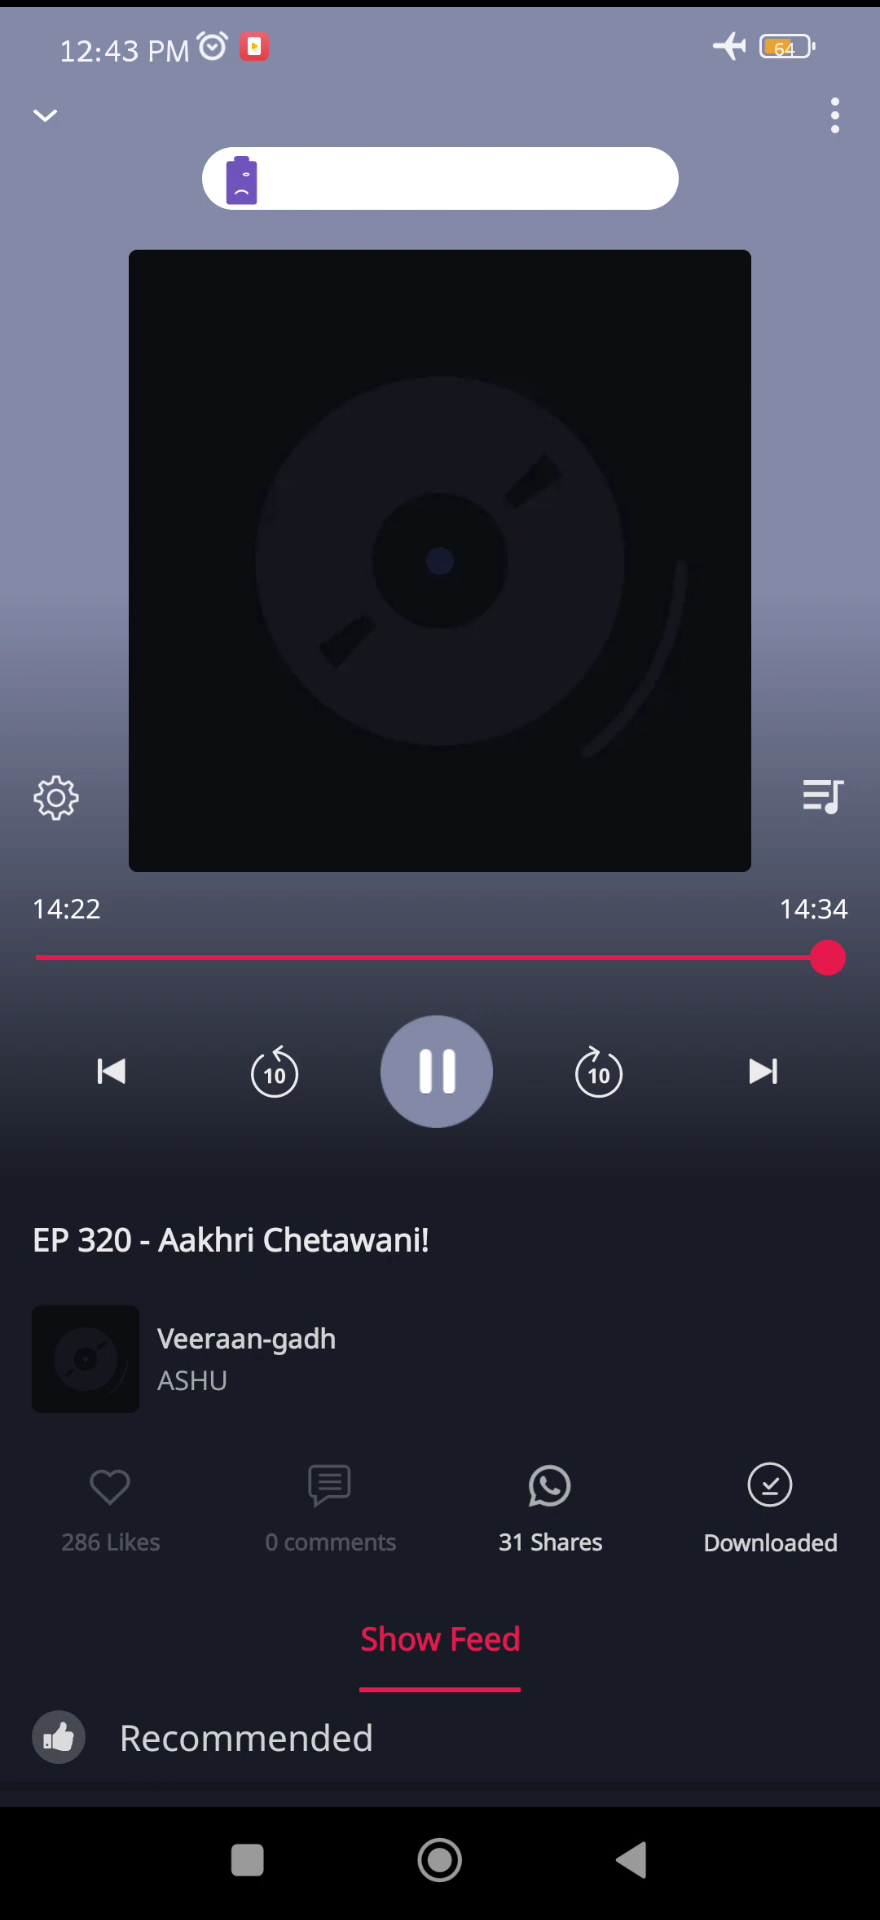 12:43 PM
64
14:22
14:34
10
10
EP 320 - Aakhri Chetawani!
Veeraan-gadh
ASHU
286 Likes
0 comments
31 Shares
Downloaded
Show Feed
Recommended